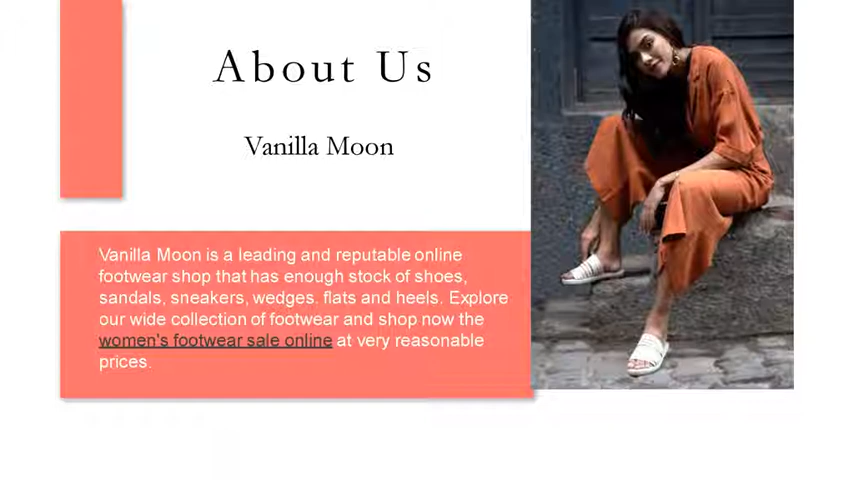 About Us
Vanilla Moon
Vanilla Moon is a leading and reputable online
footwear shop that has enough stock of shoes,
sandals, sneakers, wedges. flats and heels. Explore
our wide collection of footwear and shop now the
women's footwear sale online at very reasonable
prices.